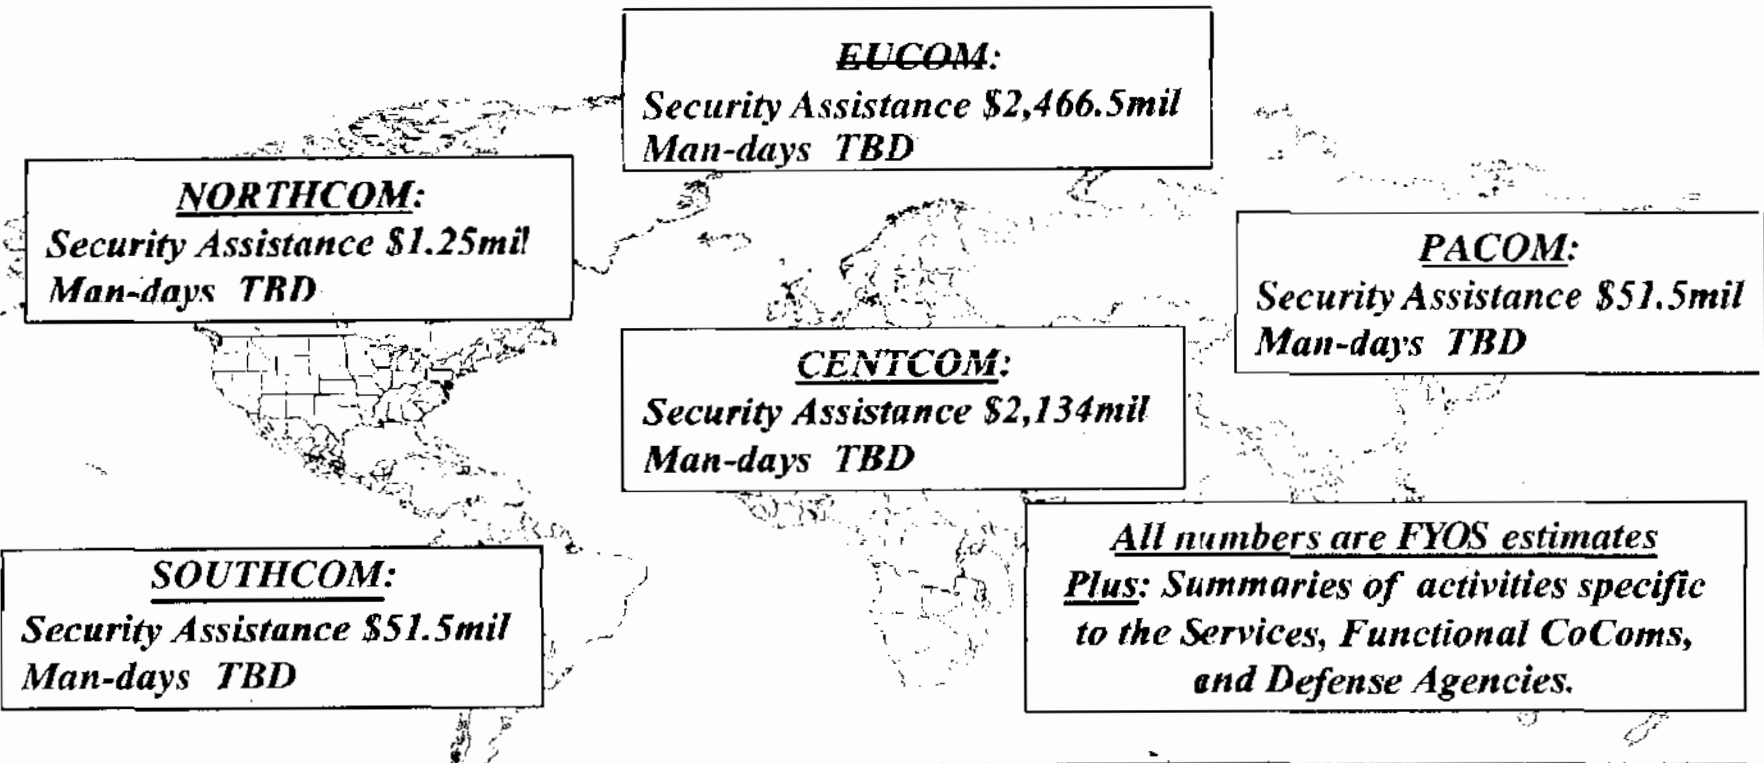 EUCOM:
Security Assistance $2,466.5mil
Man-days TBD
NORTHCOM:
Security Assistance $1.25mil
Man-days TBD
PACOM:
Security Assistance $51.5mil
Man-days TBD
CENTCOM:
Security Assistance $2,134mil
Man-days TBD
SOUTHCOM:
Security Assistance $51.5mil
Man-days TBD
All numbers are FYOS estimates
Plus: Summaries of activities specific
to the Services, Functional CoComs,
and Defense Agencies.